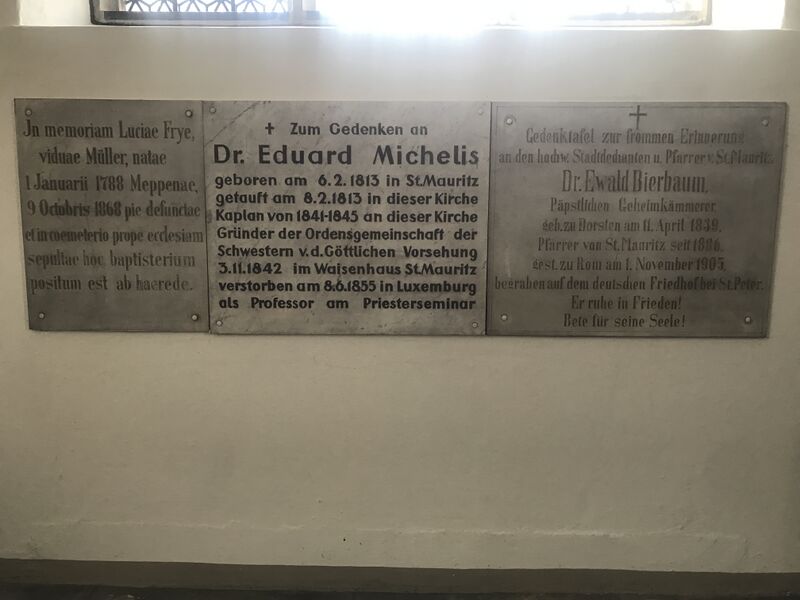 Jn memoriam Luciae Frye,
viduae Müller, natae
1 Januarii 1788 Meppenae,
9 Octobris 1868 pie defunctae
et in coemeterio prope ecclesiam
sepultae hoc baptisterium
positum est ab haerede.
† Zum Gedenken an
Dr. Eduard Michelis
geboren am 6.2.1813 in St.Mauritz
getauft am 8.2.1813 in dieser Kirche
Kaplan von 1841-1845 an dieser Kirche
Gründer der Ordensgemeinschaft der
Schwestern v.d.Göttlichen Vorsehung
3.11.1842 im Waisenhaus St.Mauritz
verstorben am 8.6.1855 in Luxemburg
als Professor am Priesterseminar
Gedenktafel zur frommen Erinnerung
an den hochw. Stadtdechanten u. Pfarrer v. St.Mauritz
Dr. Ewald Bierbaum,
Päpstlichen Geheimkämmerer,
geb. zu Dorsten am 11. April 1839,
Pfarrer von St. Mauritz seit 1886,
gest. zu Rom am 1. November 1903,
begraben auf dem deutschen Friedhof bei St. Peter.
Er ruhe in Frieden!
Bete für seine Seele!